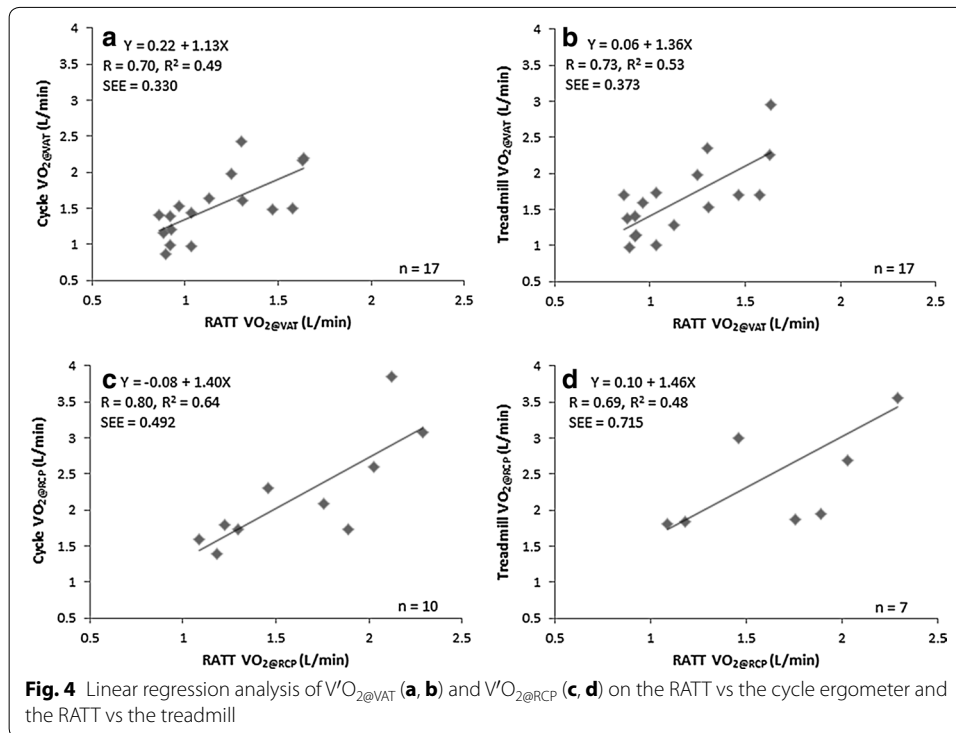 a Y = 0.22 + 1.13X
R = 0.70, R² = 0.49
SEE = 0.330
4
3.5
3
2.5
2
1.5
1
0.5
Cycle VO₂@VAT (L/min)
0.5 1 1.5 2 2.5
RATT VO₂@VAT (L/min)
n = 17
b Y = 0.06 + 1.36X
R = 0.73, R² = 0.53
SEE = 0.373
4
3.5
3
2.5
2
1.5
1
0.5
Treadmill VO₂@VAT (L/min)
0.5 1 1.5 2 2.5
RATT VO₂@VAT (L/min)
n = 17
c Y = -0.08 + 1.40X
R = 0.80, R² = 0.64
SEE = 0.492
4
3.5
3
2.5
2
1.5
1
0.5
Cycle VO₂@RCP (L/min)
0.5 1 1.5 2 2.5
RATT VO₂@RCP (L/min)
n = 10
d Y = 0.10 + 1.46X
R = 0.69, R² = 0.48
SEE = 0.715
4
3.5
3
2.5
2
1.5
1
0.5
Treadmill VO₂@RCP (L/min)
0.5 1 1.5 2 2.5
RATT VO₂@RCP (L/min)
n = 7
Fig. 4 Linear regression analysis of V′O₂@VAT (a, b) and V′O₂@RCP (c, d) on the RATT vs the cycle ergometer and
the RATT vs the treadmill